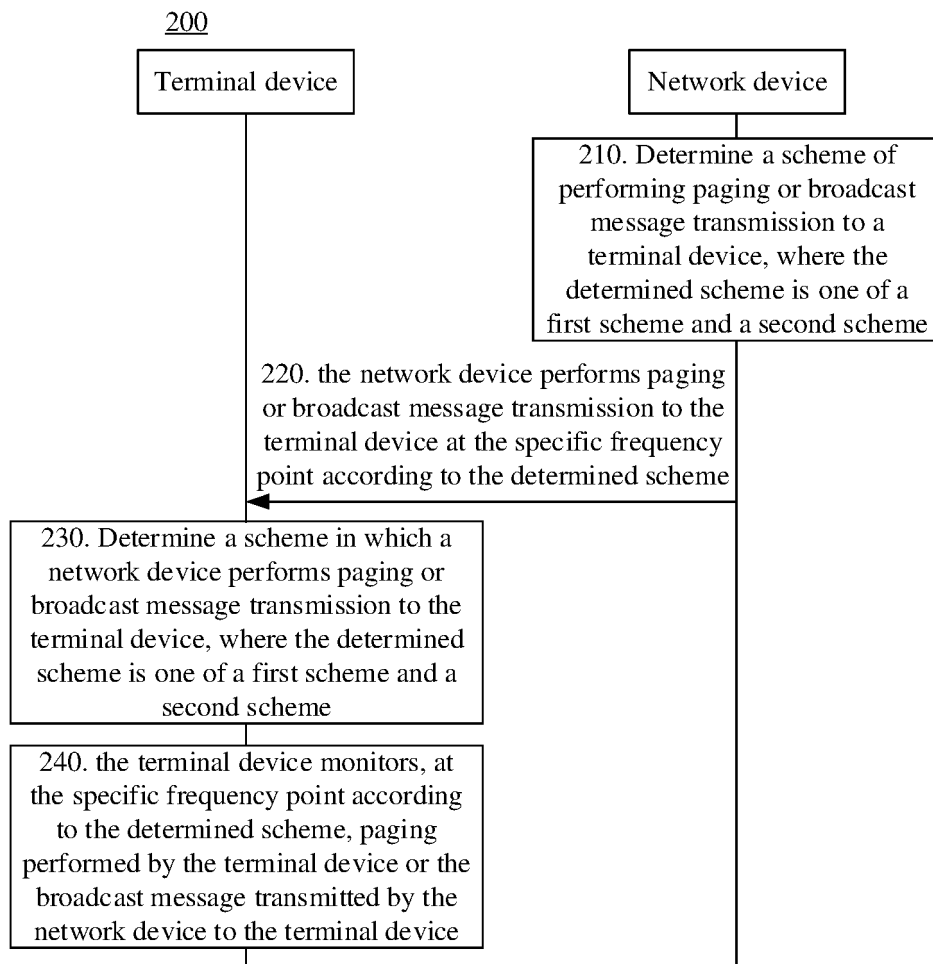 200
Terminal device
Network device
210. Determine a scheme of
performing paging or broadcast
message transmission to a
terminal device, where the
determined scheme is one of a
first scheme and a second scheme
220. the network device performs paging
or broadcast message transmission to the
terminal device at the specific frequency
point according to the determined scheme
230. Determine a scheme in which a
network device performs paging or
broadcast message transmission to the
terminal device, where the determined
scheme is one of a first scheme and a
second scheme
240. the terminal device monitors, at
the specific frequency point according
to the determined scheme, paging
performed by the terminal device or the
broadcast message transmitted by the
network device to the terminal device